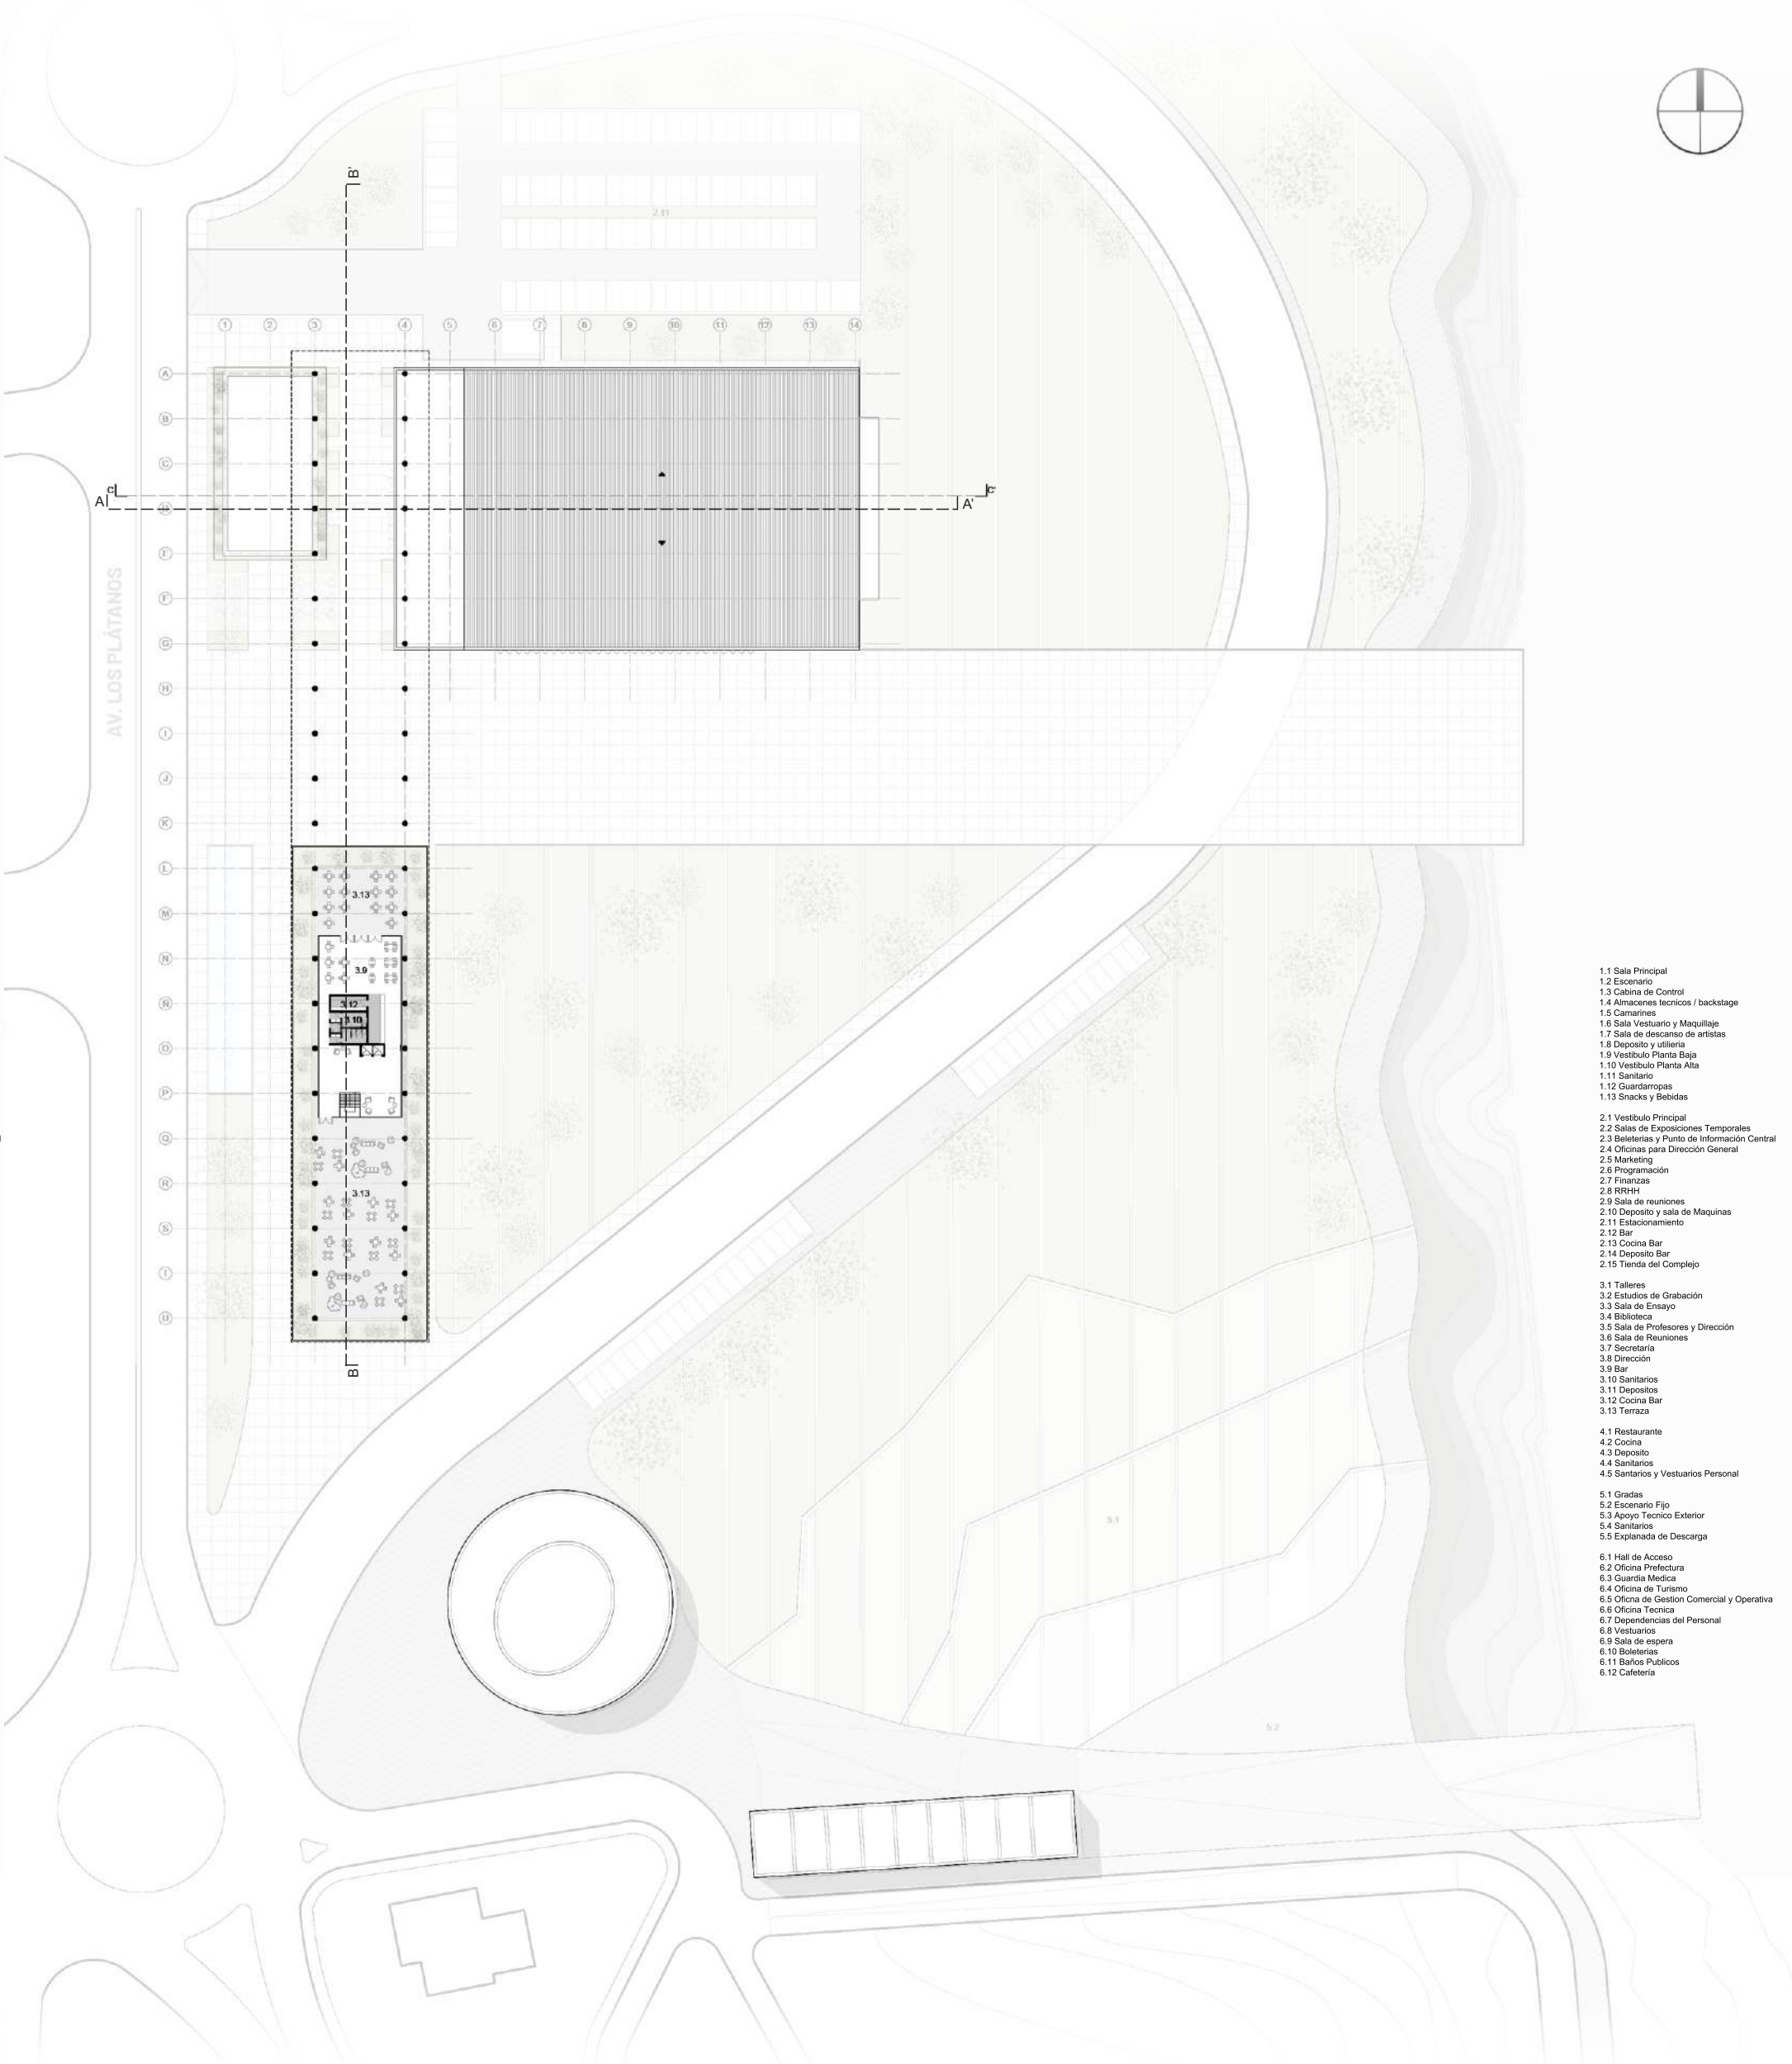 B'
2.11
1 2 3 4 5 6 7 8 9 10 11 12 13 14
A
B
C
C C'
A A'
E
F
G
AV. LOS PLÁTANOS
H
I
J
K
L
3.13
M
N
3.9
Ñ
3.12
3.10
O
P
Q
R
3.13
S
T
U
B
5.1
5.2
1.1 Sala Principal
1.2 Escenario
1.3 Cabina de Control
1.4 Almacenes tecnicos / backstage
1.5 Camarines
1.6 Sala Vestuario y Maquillaje
1.7 Sala de descanso de artistas
1.8 Deposito y utilieria
1.9 Vestibulo Planta Baja
1.10 Vestibulo Planta Alta
1.11 Sanitario
1.12 Guardarropas
1.13 Snacks y Bebidas
2.1 Vestibulo Principal
2.2 Salas de Exposiciones Temporales
2.3 Beleterias y Punto de Información Central
2.4 Oficinas para Dirección General
2.5 Marketing
2.6 Programación
2.7 Finanzas
2.8 RRHH
2.9 Sala de reuniones
2.10 Deposito y sala de Maquinas
2.11 Estacionamiento
2.12 Bar
2.13 Cocina Bar
2.14 Deposito Bar
2.15 Tienda del Complejo
3.1 Talleres
3.2 Estudios de Grabación
3.3 Sala de Ensayo
3.4 Biblioteca
3.5 Sala de Profesores y Dirección
3.6 Sala de Reuniones
3.7 Secretaría
3.8 Dirección
3.9 Bar
3.10 Sanitarios
3.11 Depositos
3.12 Cocina Bar
3.13 Terraza
4.1 Restaurante
4.2 Cocina
4.3 Deposito
4.4 Sanitarios
4.5 Santarios y Vestuarios Personal
5.1 Gradas
5.2 Escenario Fijo
5.3 Apoyo Tecnico Exterior
5.4 Sanitarios
5.5 Explanada de Descarga
6.1 Hall de Acceso
6.2 Oficina Prefectura
6.3 Guardia Medica
6.4 Oficina de Turismo
6.5 Oficna de Gestion Comercial y Operativa
6.6 Oficina Tecnica
6.7 Dependencias del Personal
6.8 Vestuarios
6.9 Sala de espera
6.10 Boleterias
6.11 Baños Publicos
6.12 Cafetería